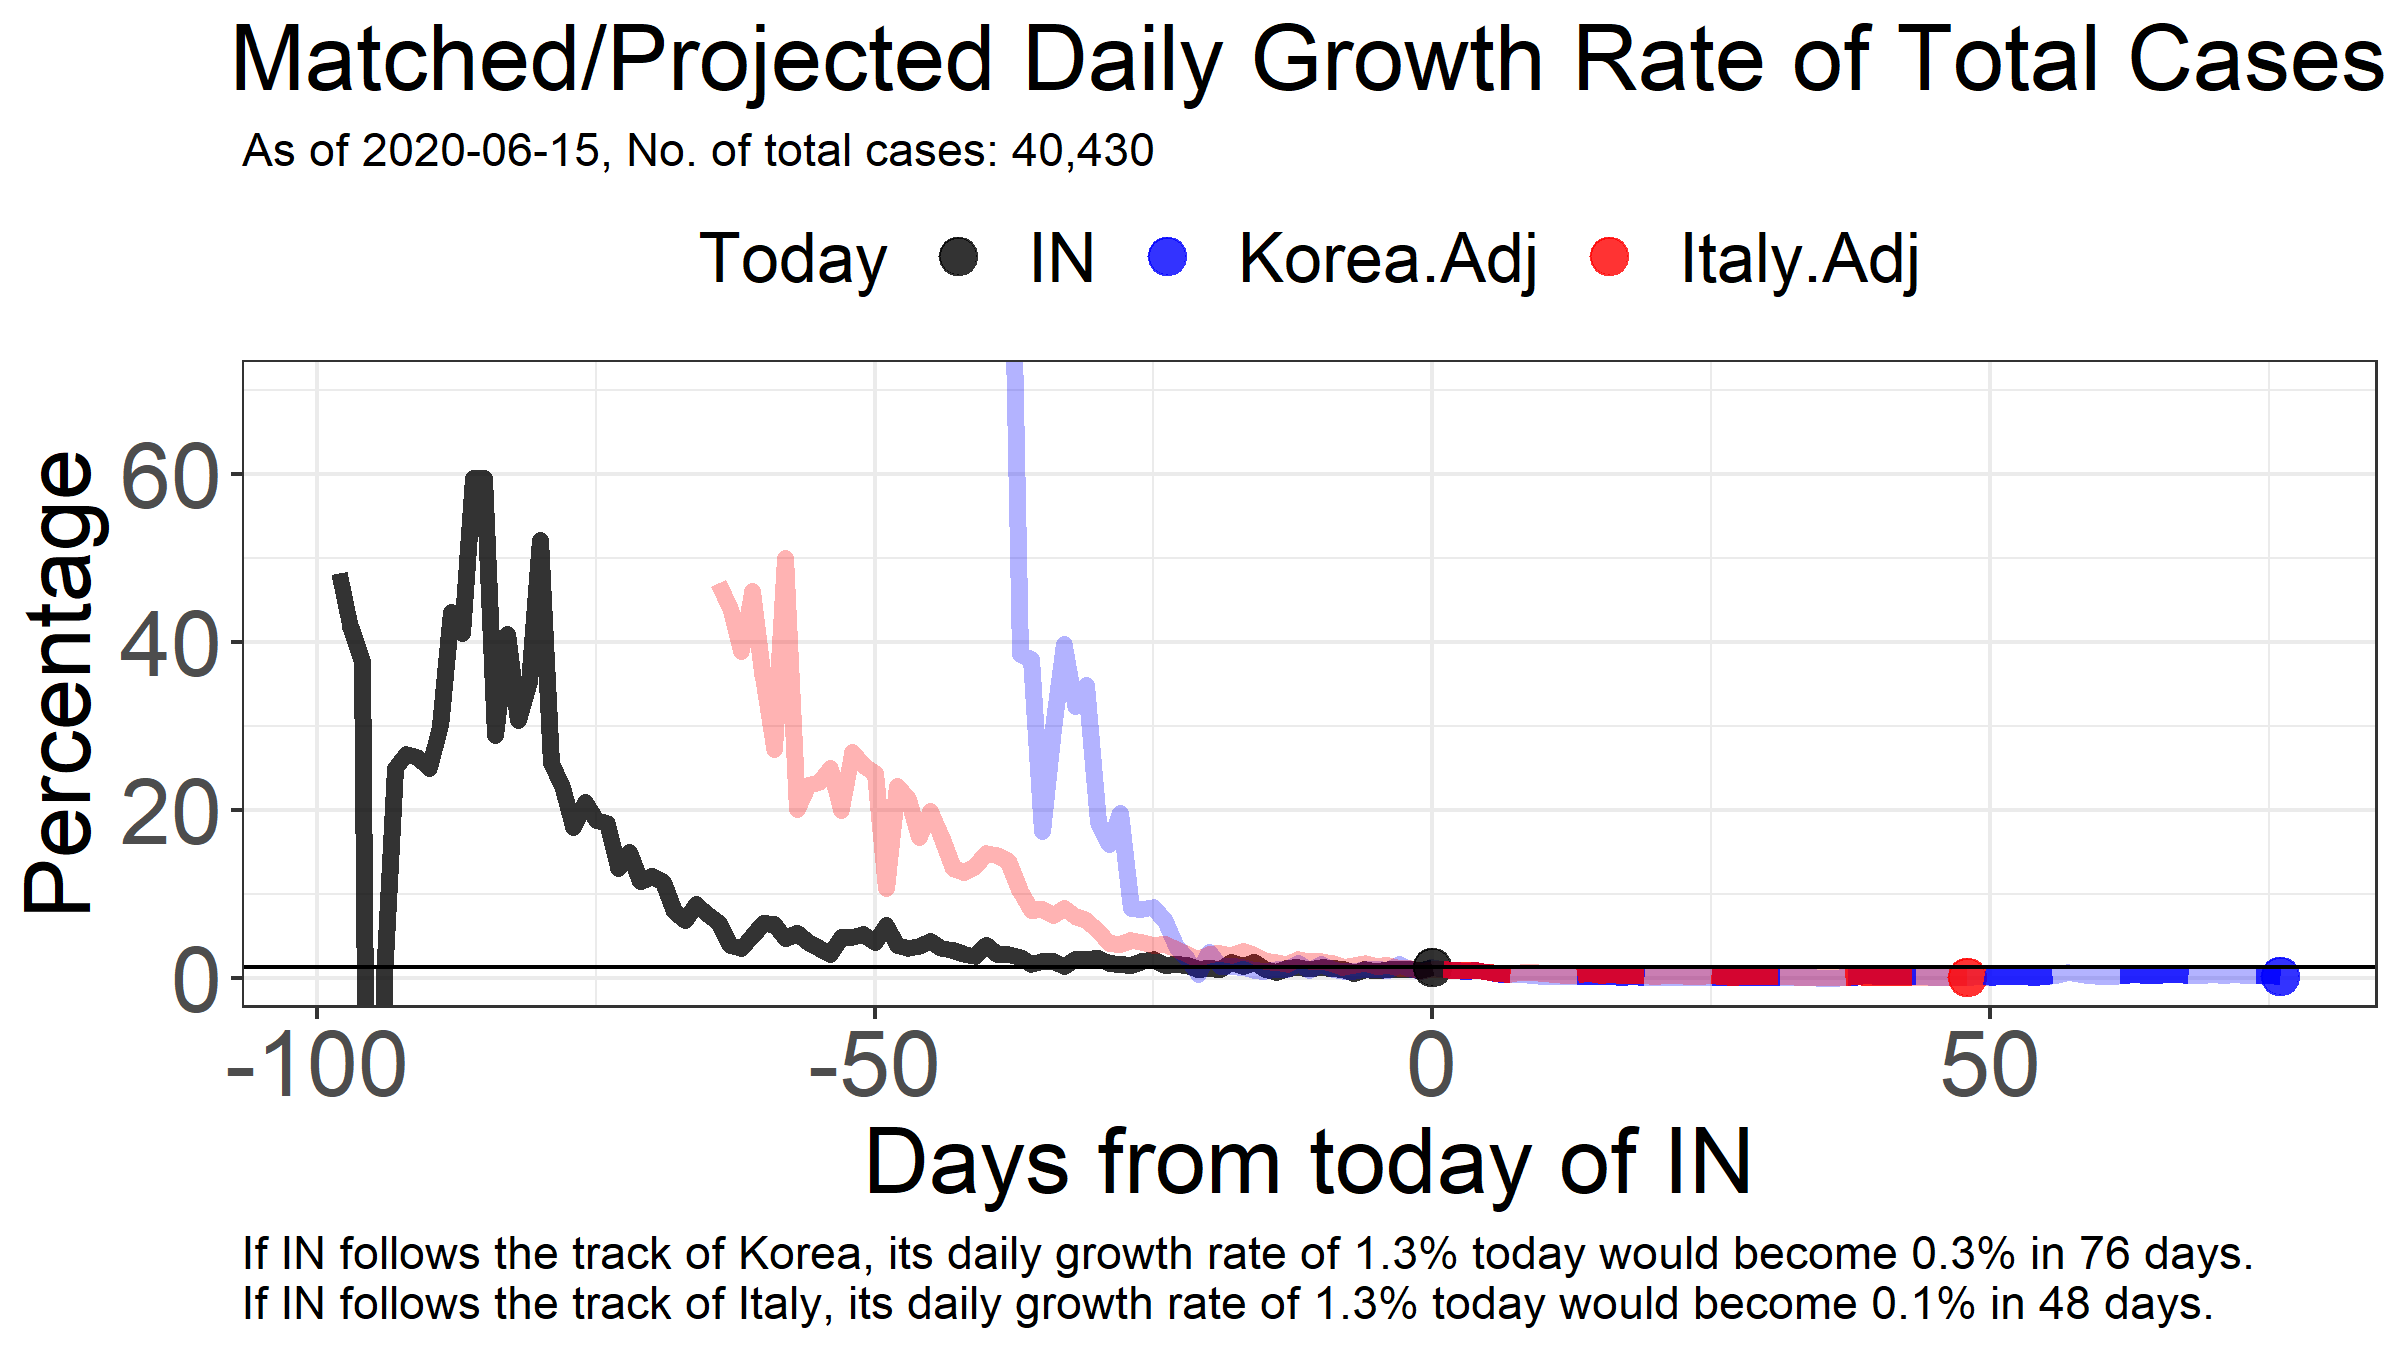 Matched/Projected Daily Growth Rate of Total Cases
As of 2020-06-15, No. of total cases: 40,430
Today IN Korea.Adj Italy.Adj
Percentage
60
40
20
0
-100 -50 0 50
Days from today of IN
If IN follows the track of Korea, its daily growth rate of 1.3% today would become 0.3% in 76 days.
If IN follows the track of Italy, its daily growth rate of 1.3% today would become 0.1% in 48 days.